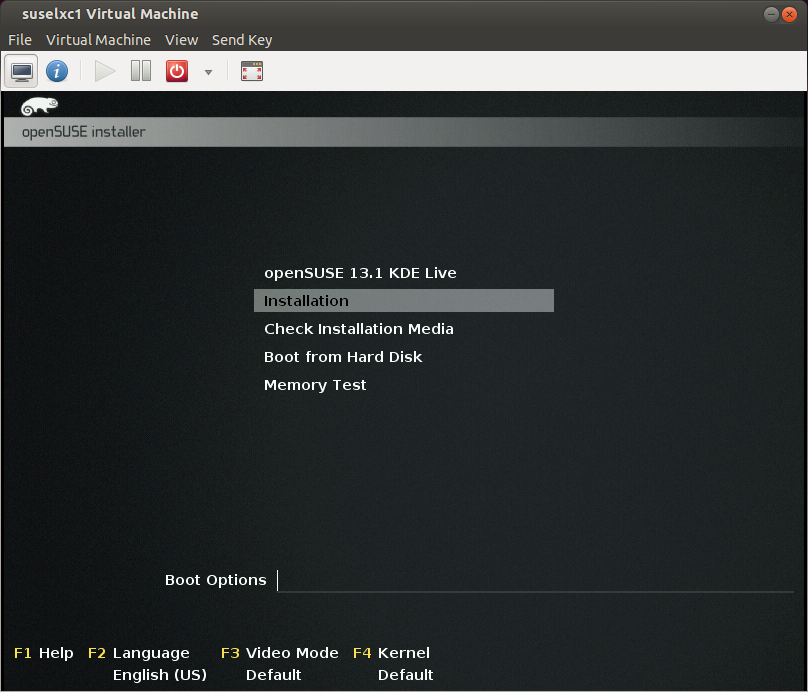 suselxc1 Virtual Machine
File Virtual Machine View Send Key
openSUSE installer
openSUSE 13.1 KDE Live
Installation
Check Installation Media
Boot from Hard Disk
Memory Test
Boot Options
F1 Help F2 Language F3 Video Mode F4 Kernel
English (US) Default Default